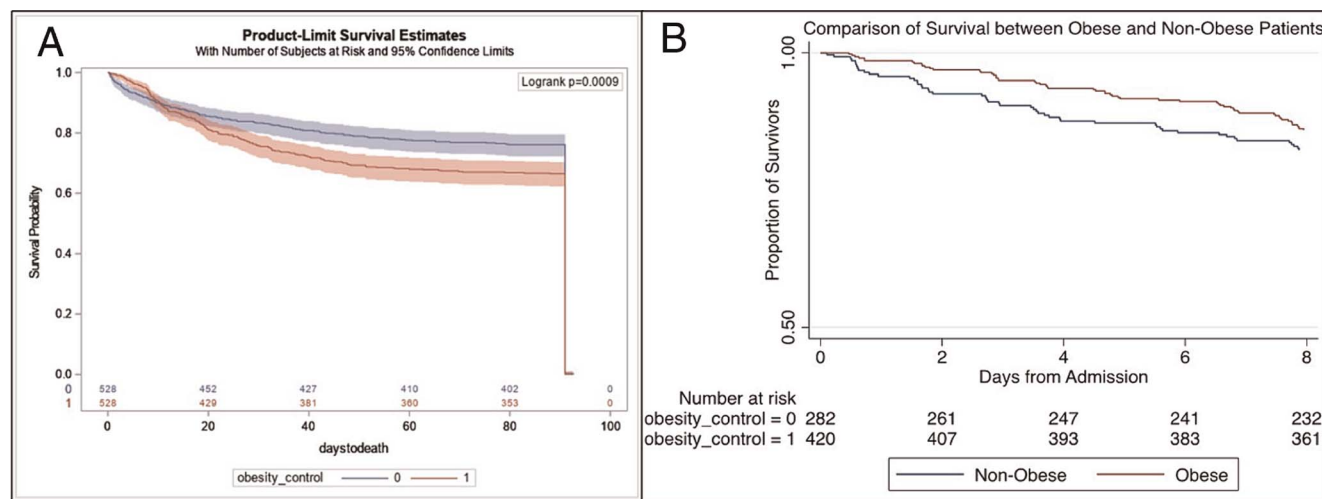 A
Product-Limit Survival Estimates
With Number of Subjects at Risk and 95% Confidence Limits
Logrank p=0.0009
1.0
0.8
0.6
0.4
0.2
0.0
Survival Probability
0 528 452 427 410 402 0
1 528 429 381 360 353 0
0 20 40 60 80 100
daystodeath
obesity_control 0 1
B
Comparison of Survival between Obese and Non-Obese Patients
1.00
0.50
Proportion of Survivors
0 2 4 6 8
Days from Admission
Number at risk
obesity_control = 0 282 261 247 241 232
obesity_control = 1 420 407 393 383 361
Non-Obese Obese